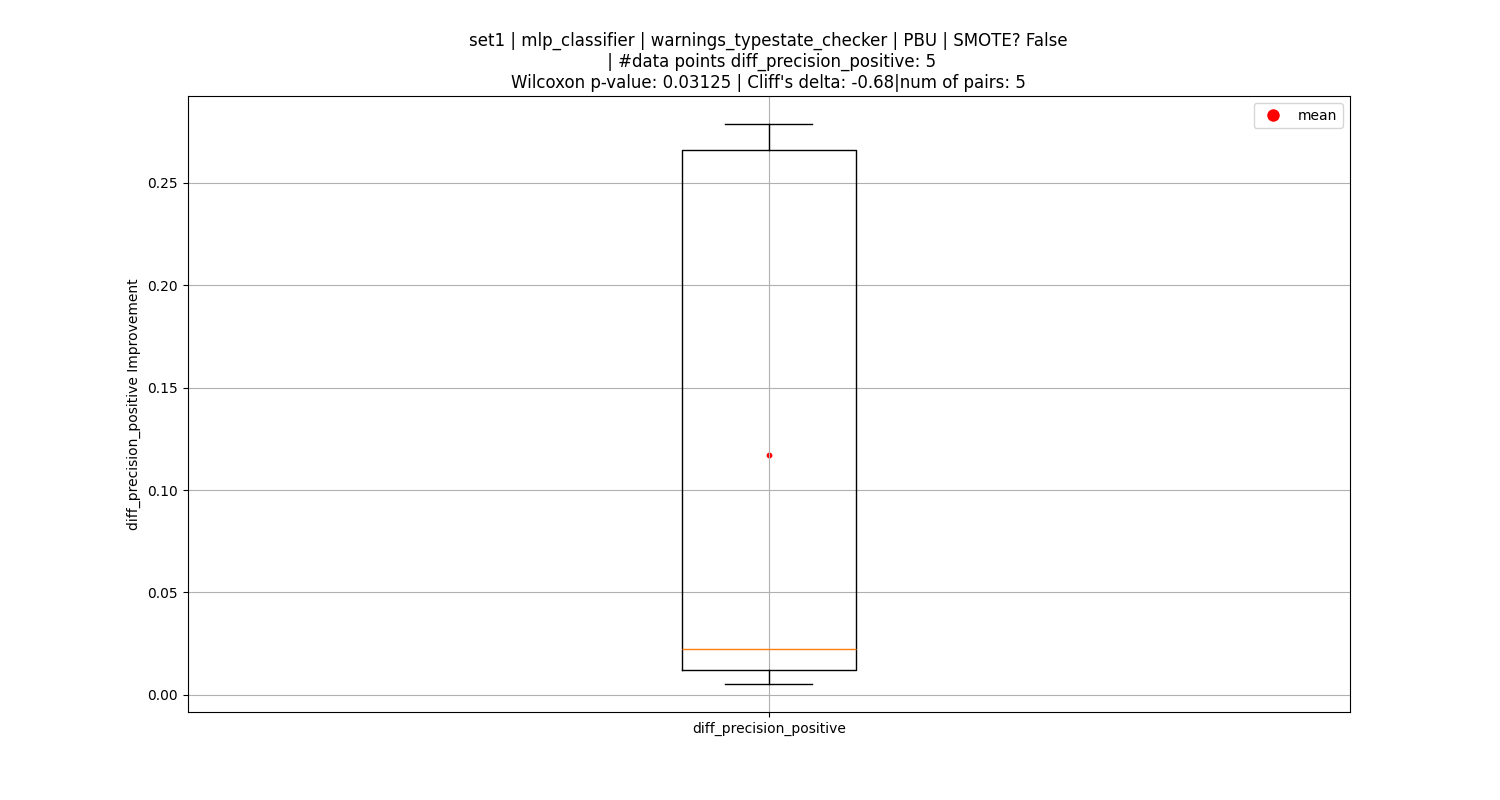 set1 | mlp_classifier | warnings_typestate_checker | PBU | SMOTE? False
| #data points diff_precision_positive: 5
Wilcoxon p-value: 0.03125 | Cliff's delta: -0.68|num of pairs: 5
mean
0.25
0.20
0.15
0.10
0.05
0.00
diff_precision_positive Improvement
diff_precision_positive